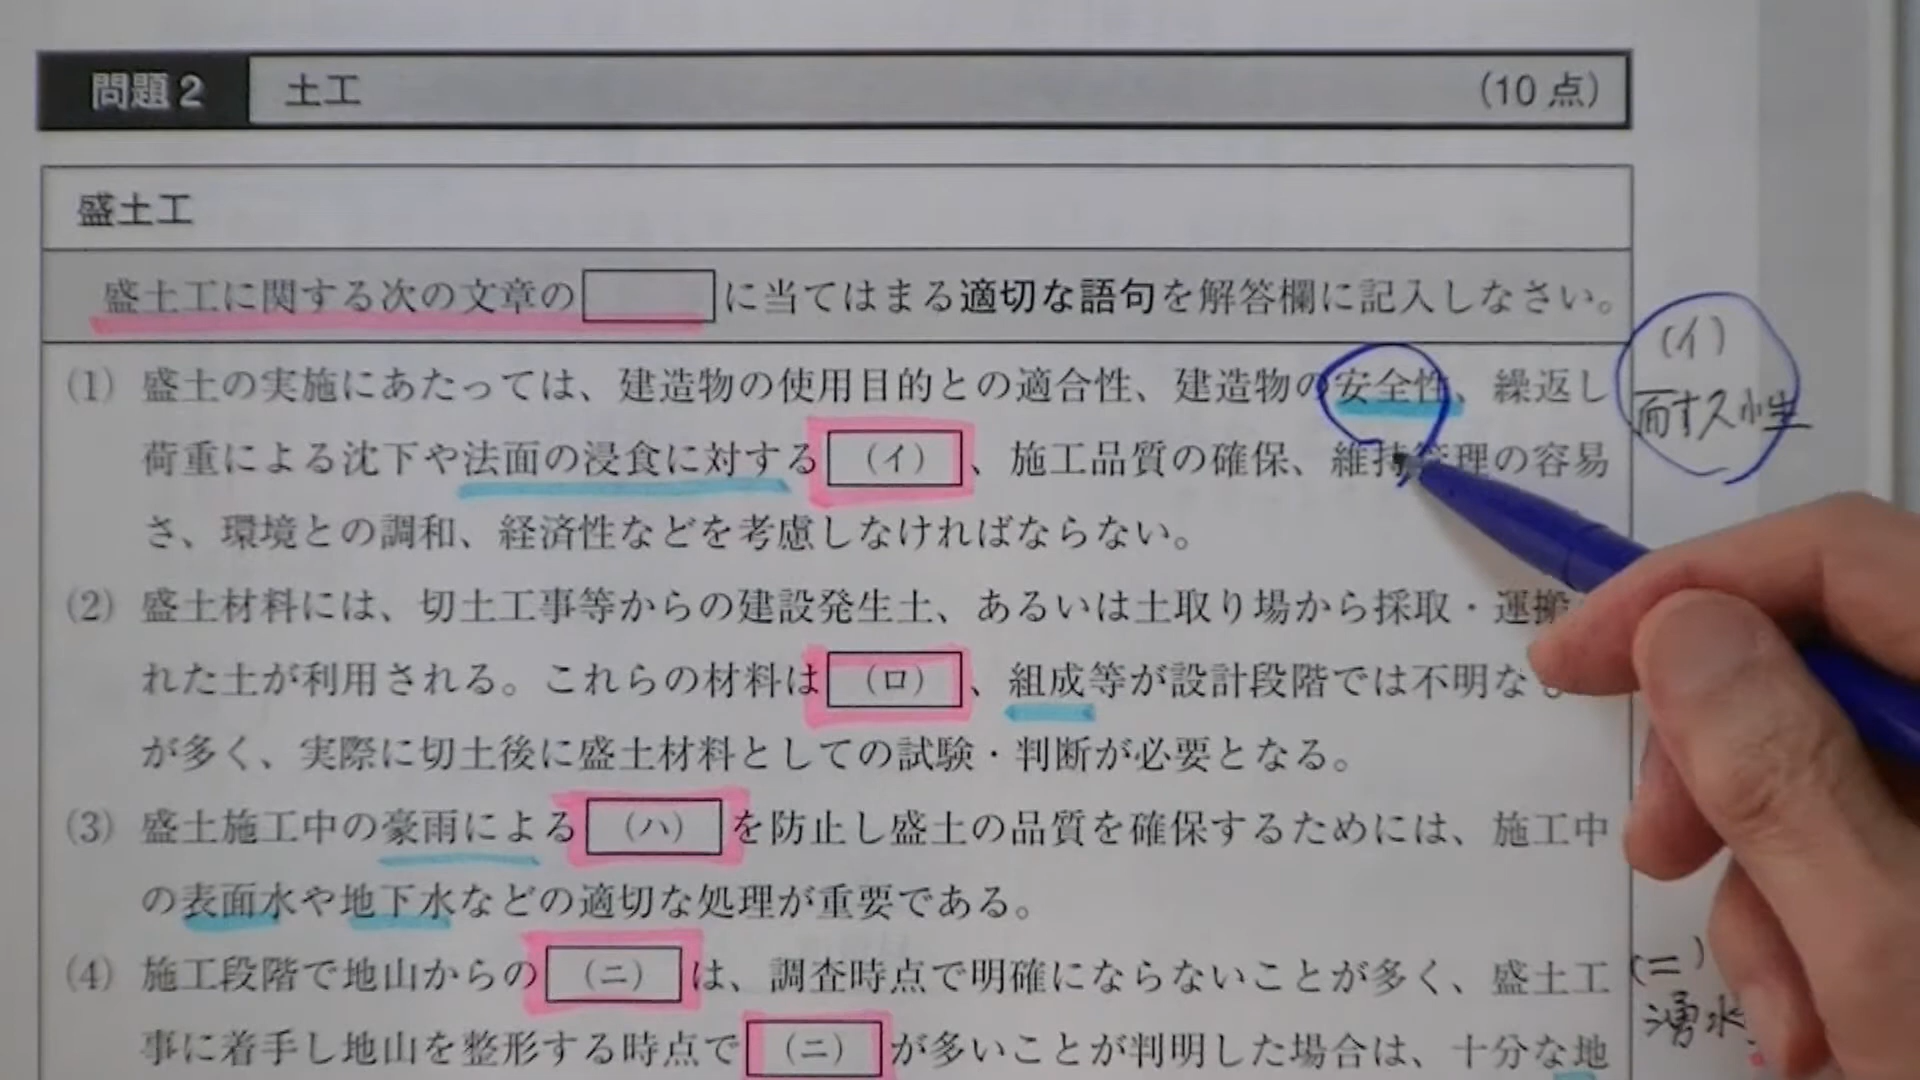 問題2 土工 (10点)
盛土工
盛土工に関する次の文章の に当てはまる適切な語句を解答欄に記入しなさい。
(1) 盛土の実施にあたっては、建造物の使用目的との適合性、建造物の安全性、繰返し
荷重による沈下や法面の浸食に対する (イ) 、施工品質の確保、維持管理の容易
さ、環境との調和、経済性などを考慮しなければならない。
(イ)
耐久性
(2) 盛土材料には、切土工事等からの建設発生土、あるいは土取り場から採取・運搬
れた土が利用される。これらの材料は (ロ) 、組成等が設計段階では不明な
が多く、実際に切土後に盛土材料としての試験・判断が必要となる。
(3) 盛土施工中の豪雨による (ハ) を防止し盛土の品質を確保するためには、施工中
の表面水や地下水などの適切な処理が重要である。
(4) 施工段階で地山からの (ニ) は、調査時点で明確にならないことが多く、盛土工
事に着手し地山を整形する時点で (ニ) が多いことが判明した場合は、十分な地
(ニ)
湧水